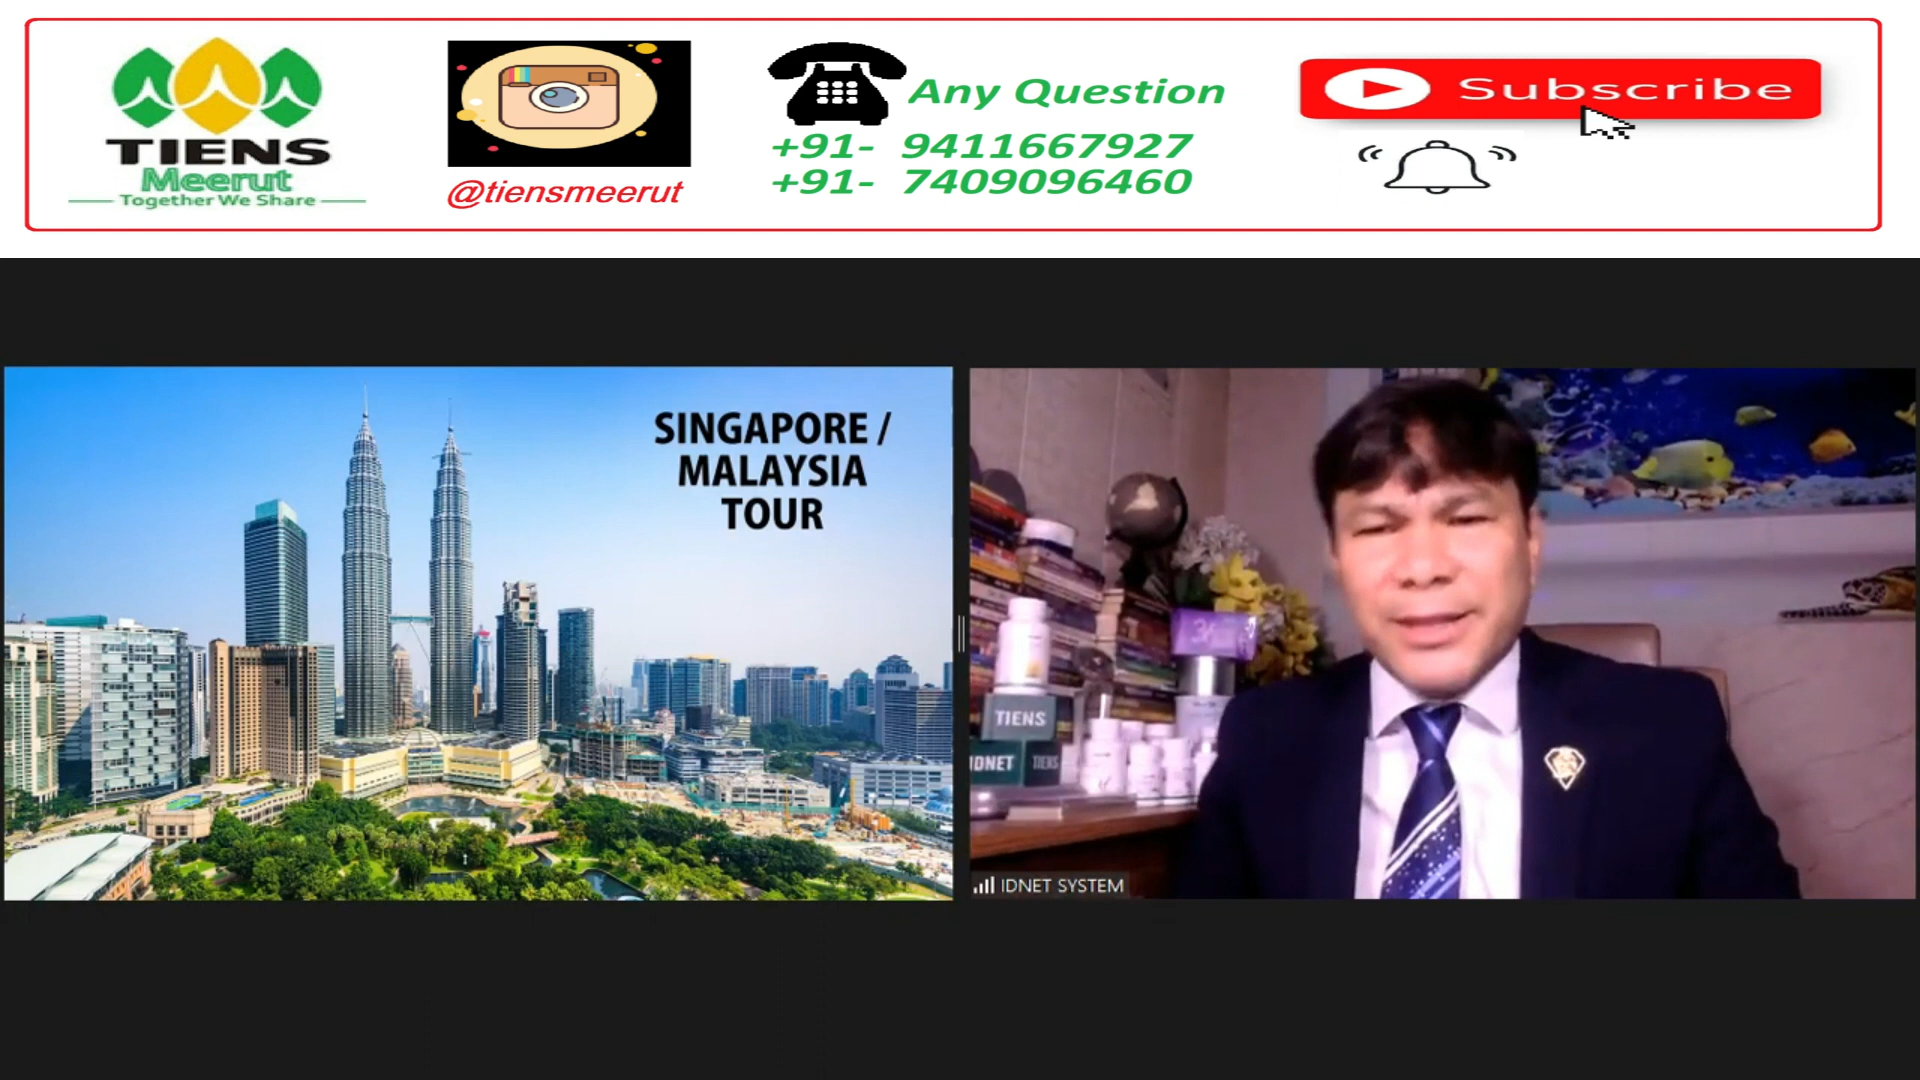 TIENS
Meerut
Together We Share
@tiensmeerut
Any Question
+91- 9411667927
+91- 7409096460
Subscribe
SINGAPORE /
MALAYSIA
TOUR
TIENS
IDNET TIENS
IDNET SYSTEM